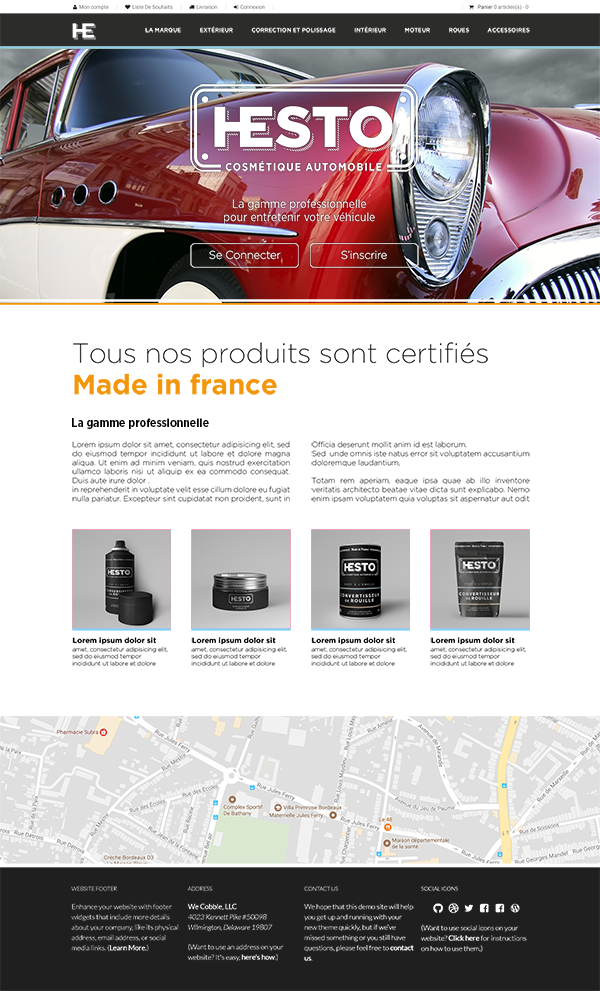 Mon compte Liste De Souhaits Livraison Connexion Panier 0 article(s) - 0
HE LA MARQUE EXTÉRIEUR CORRECTION ET POLISSAGE INTÉRIEUR MOTEUR ROUES ACCESSOIRES
HESTO
COSMÉTIQUE AUTOMOBILE
La gamme professionnelle
pour entretenir votre véhicule
Se Connecter S'inscrire
Tous nos produits sont certifiés
Made in france
La gamme professionnelle
Lorem ipsum dolor sit amet, consectetur adipisicing elit, sed
do eiusmod tempor incididunt ut labore et dolore magna
aliqua. Ut enim ad minim veniam, quis nostrud exercitation
ullamco laboris nisi ut aliquip ex ea commodo consequat.
Duis aute irure dolor .
in reprehenderit in voluptate velit esse cillum dolore eu fugiat
nulla pariatur. Excepteur sint cupidatat non proident, sunt in
Officia deserunt mollit anim id est laborum.
Sed unde omnis iste natus error sit voluptatem accusantium
doloremque laudantium.
Totam rem aperiam, eaque ipsa quae ab illo inventore
veritatis architecto beatae vitae dicta sunt explicabo. Nemo
enim ipsam voluptatem quia voluptas sit aspernatur aut odit
HESTO
HESTO
HESTO
CONVERTISSEUR
DE ROUILLE
HESTO
CONVERTISSEUR
DE ROUILLE
Lorem ipsum dolor sit
amet, consectetur adipisicing elit,
sed do eiusmod tempor
incididunt ut labore et dolore
Lorem ipsum dolor sit
amet, consectetur adipisicing elit,
sed do eiusmod tempor
incididunt ut labore et dolore
Lorem ipsum dolor sit
amet, consectetur adipisicing elit,
sed do eiusmod tempor
incididunt ut labore et dolore
Lorem ipsum dolor sit
amet, consectetur adipisicing elit,
sed do eiusmod tempor
incididunt ut labore et dolore
Pharmacie Subra
Rue Jules Ferry
Rue des Écoles
Complex Sportif
De Bathany
Villa Primrose Bordeaux
Maternelle Jules Ferry
Le 48
Maison départementale
de la santé
Avenue du Jeu de Paume
Rue de Soissons
Rue Georges Mandel
Crèche Bordeaux 03
WEBSITE FOOTER
Enhance your website with footer
widgets that include more details
about your company, like its physical
address, email address, or social
media links. (Learn More.)
ADDRESS
We Cobble, LLC
4023 Kennett Pike #50098
Wilmington, Delaware 19807
(Want to use an address on your
website? It's easy, here's how.)
CONTACT US
We hope that this demo site will help
you get up and running with your
new theme quickly, but if we've
missed something or you still have
questions, please feel free to contact
us.
SOCIAL ICONS
(Want to use social icons on your
website? Click here for instructions
on how to use them.)